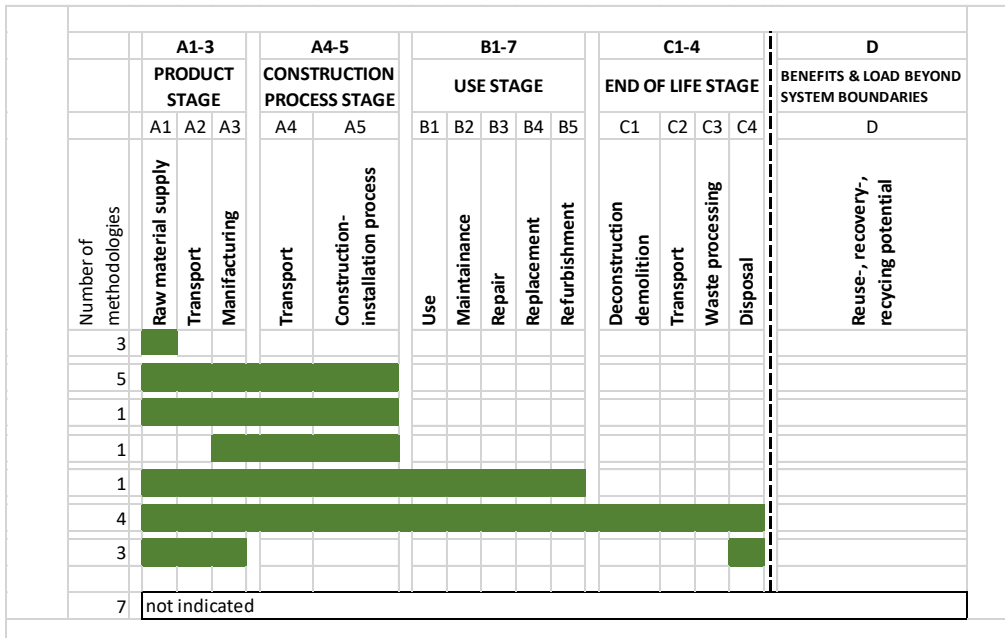 A1-3 A4-5 B1-7 C1-4 D
PRODUCT STAGE CONSTRUCTION PROCESS STAGE USE STAGE END OF LIFE STAGE BENEFITS & LOAD BEYOND SYSTEM BOUNDARIES
A1 A2 A3 A4 A5 B1 B2 B3 B4 B5 C1 C2 C3 C4 D
Number of
methodologies
Raw material supply
Transport
Manifacturing
Transport
Construction-
installation process
Use
Maintainance
Repair
Replacement
Refurbishment
Deconstruction
demolition
Transport
Waste processing
Disposal
Reuse-, recovery-,
recycing potential
3
5
1
1
1
4
3
7 not indicated